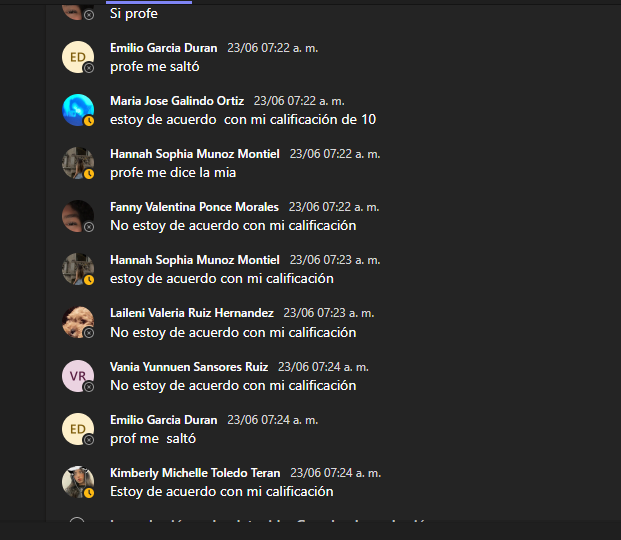 Si profe
Emilio Garcia Duran 23/06 07:22 a. m.
ED
profe me saltó
Maria Jose Galindo Ortiz 23/06 07:22 a. m.
estoy de acuerdo con mi calificación de 10
Hannah Sophia Munoz Montiel 23/06 07:22 a. m.
profe me dice la mia
Fanny Valentina Ponce Morales 23/06 07:22 a. m.
No estoy de acuerdo con mi calificación
Hannah Sophia Munoz Montiel 23/06 07:23 a. m.
estoy de acuerdo con mi calificación
Laileni Valeria Ruiz Hernandez 23/06 07:23 a. m.
No estoy de acuerdo con mi calificación
Vania Yunnuen Sansores Ruiz 23/06 07:24 a. m.
VR
No estoy de acuerdo con mi calificación
Emilio Garcia Duran 23/06 07:24 a. m.
ED
prof me saltó
Kimberly Michelle Toledo Teran 23/06 07:24 a. m.
Estoy de acuerdo con mi calificación